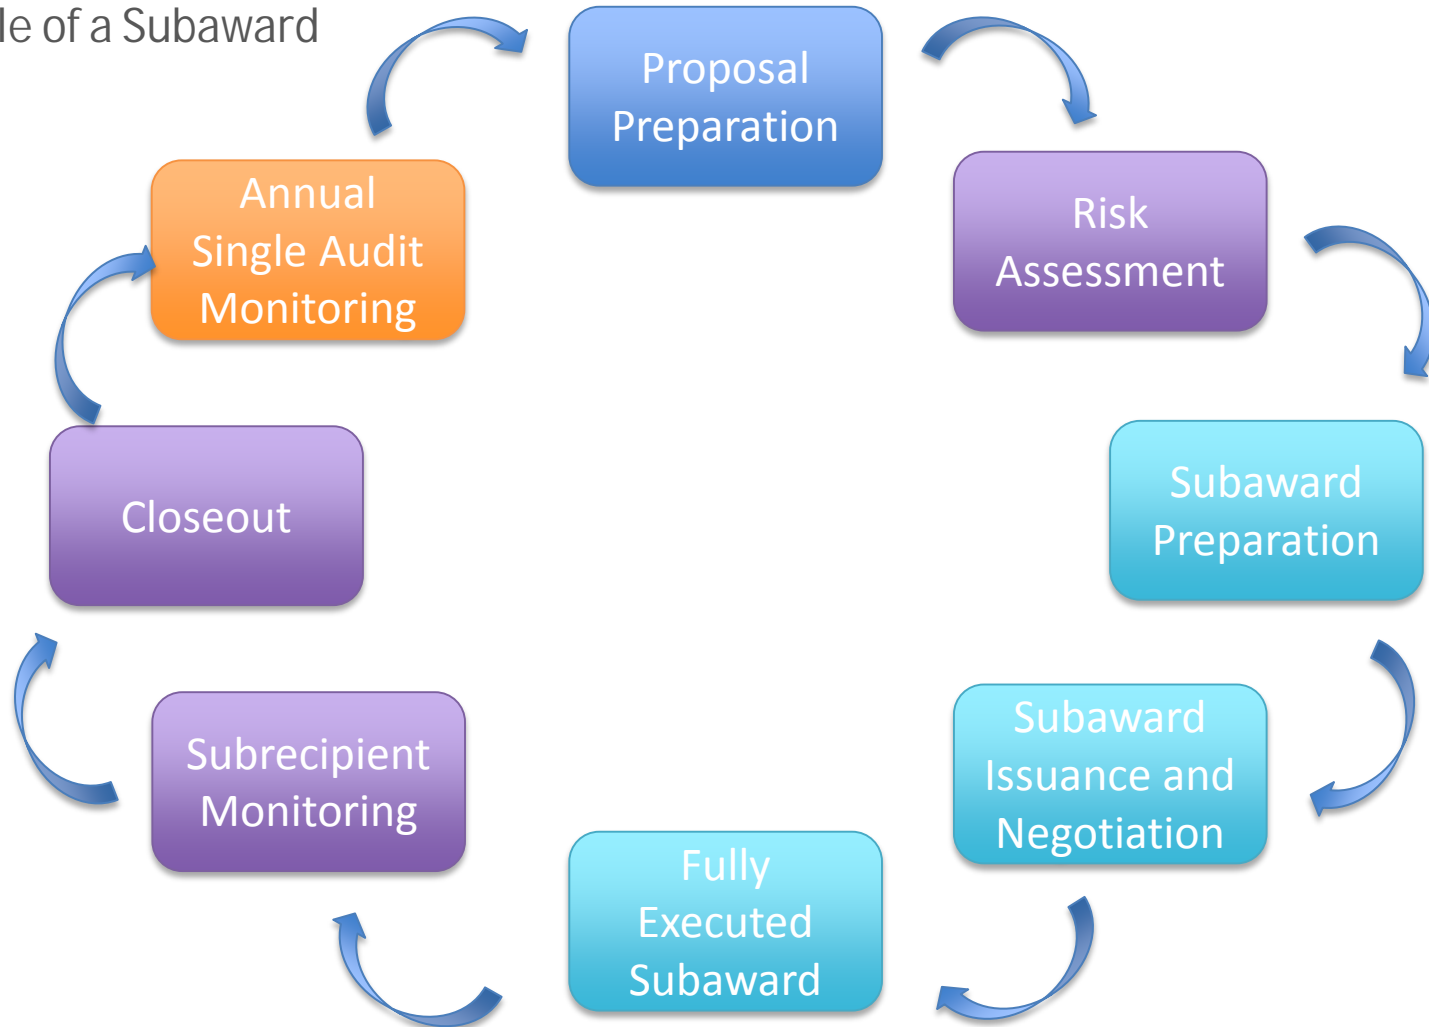 le of a Subaward
Proposal
Preparation
Risk
Assessment
Subaward
Preparation
Subaward
Issuance and
Negotiation
Fully
Executed
Subaward
Subrecipient
Monitoring
Closeout
Annual
Single Audit
Monitoring